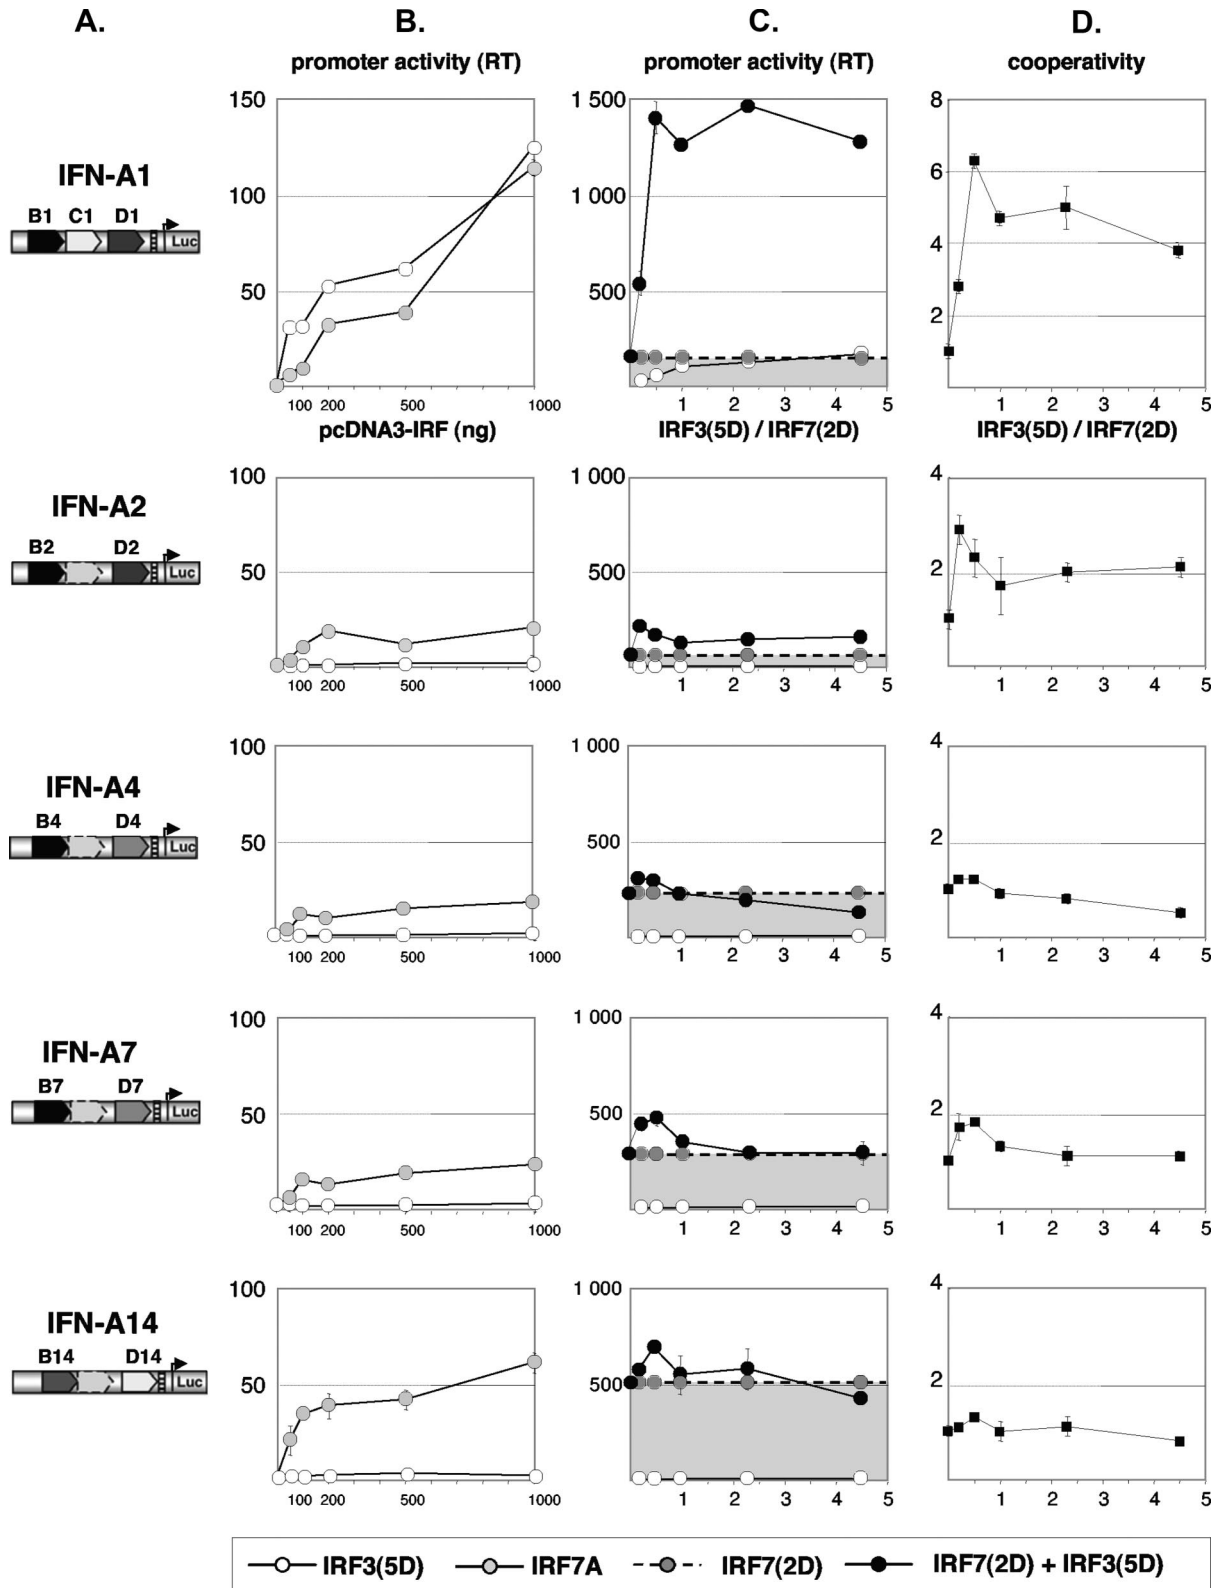 A. B. C. D.
promoter activity (RT) promoter activity (RT) cooperativity
IFN-A1
B1 C1 D1
Luc
150
100
50
100 200 500 1000
pcDNA3-IRF (ng)
1 500
1 000
500
1 2 3 4 5
IRF3(5D) / IRF7(2D)
8
6
4
2
1 2 3 4 5
IRF3(5D) / IRF7(2D)
IFN-A2
B2 D2
Luc
100
50
100 200 500 1000
1 000
500
1 2 3 4 5
4
2
1 2 3 4 5
IFN-A4
B4 D4
Luc
100
50
100 200 500 1000
1 000
500
1 2 3 4 5
4
2
1 2 3 4 5
IFN-A7
B7 D7
Luc
100
50
100 200 500 1000
1 000
500
1 2 3 4 5
4
2
1 2 3 4 5
IFN-A14
B14 D14
Luc
100
50
100 200 500 1000
1 000
500
1 2 3 4 5
4
2
1 2 3 4 5
IRF3(5D) IRF7A IRF7(2D) IRF7(2D) + IRF3(5D)